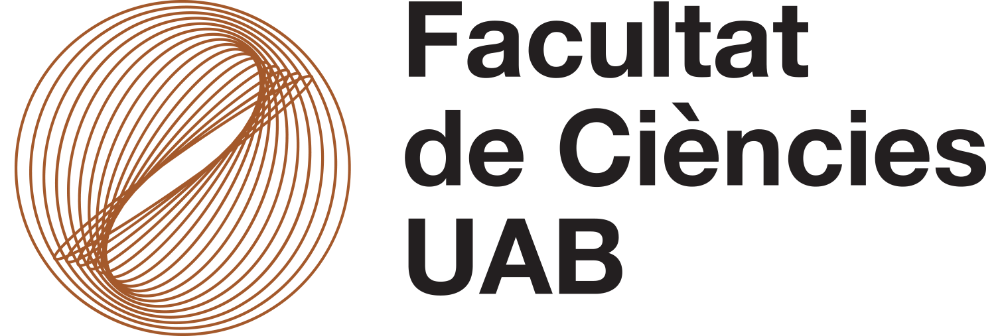 Facultat
de Ciències
UAB